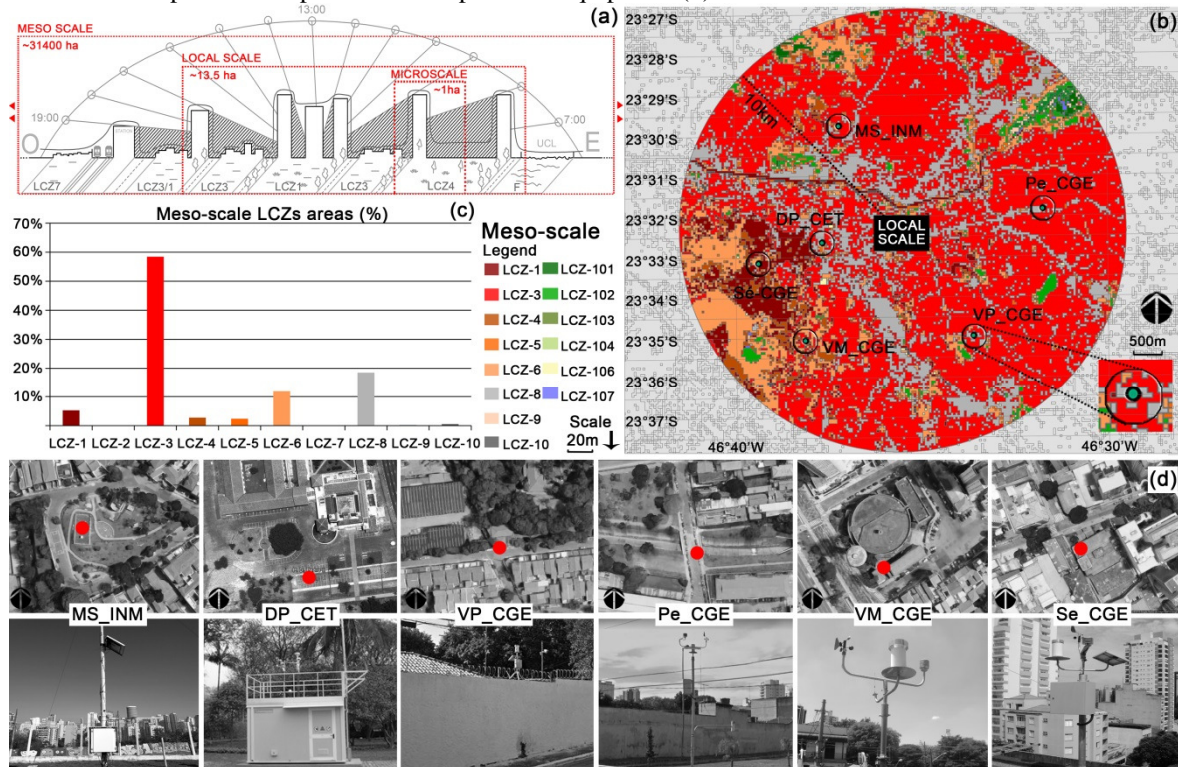 (a)
13:00
MESO SCALE
~31400 ha
LOCAL SCALE
~13.5 ha
MICROSCALE
~1ha
19:00
7:00
O
UCL
E
LCZ7
LCZ3/1
LCZ3
LCZ1
LCZ3
LCZ4
F
(b)
23°27'S
23°28'S
23°29'S
23°30'S
23°31'S
23°32'S
23°33'S
23°34'S
23°35'S
23°36'S
23°37'S
10km
MS_INM
Pe_CGE
DP_CET
LOCAL
SCALE
Se-CGE
VP_CGE
VM_CGE
500m
46°40'W
46°30'W
Meso-scale LCZs areas (%)
(c)
70%
60%
50%
40%
30%
20%
10%
LCZ-1 LCZ-2 LCZ-3 LCZ-4 LCZ-5 LCZ-6 LCZ-7 LCZ-8 LCZ-9 LCZ-10
Meso-scale
Legend
LCZ-1 LCZ-101
LCZ-3 LCZ-102
LCZ-4 LCZ-103
LCZ-5 LCZ-104
LCZ-6 LCZ-106
LCZ-8 LCZ-107
LCZ-9
LCZ-10
Scale
20m
(d)
MS_INM
DP_CET
VP_CGE
Pe_CGE
VM_CGE
Se_CGE